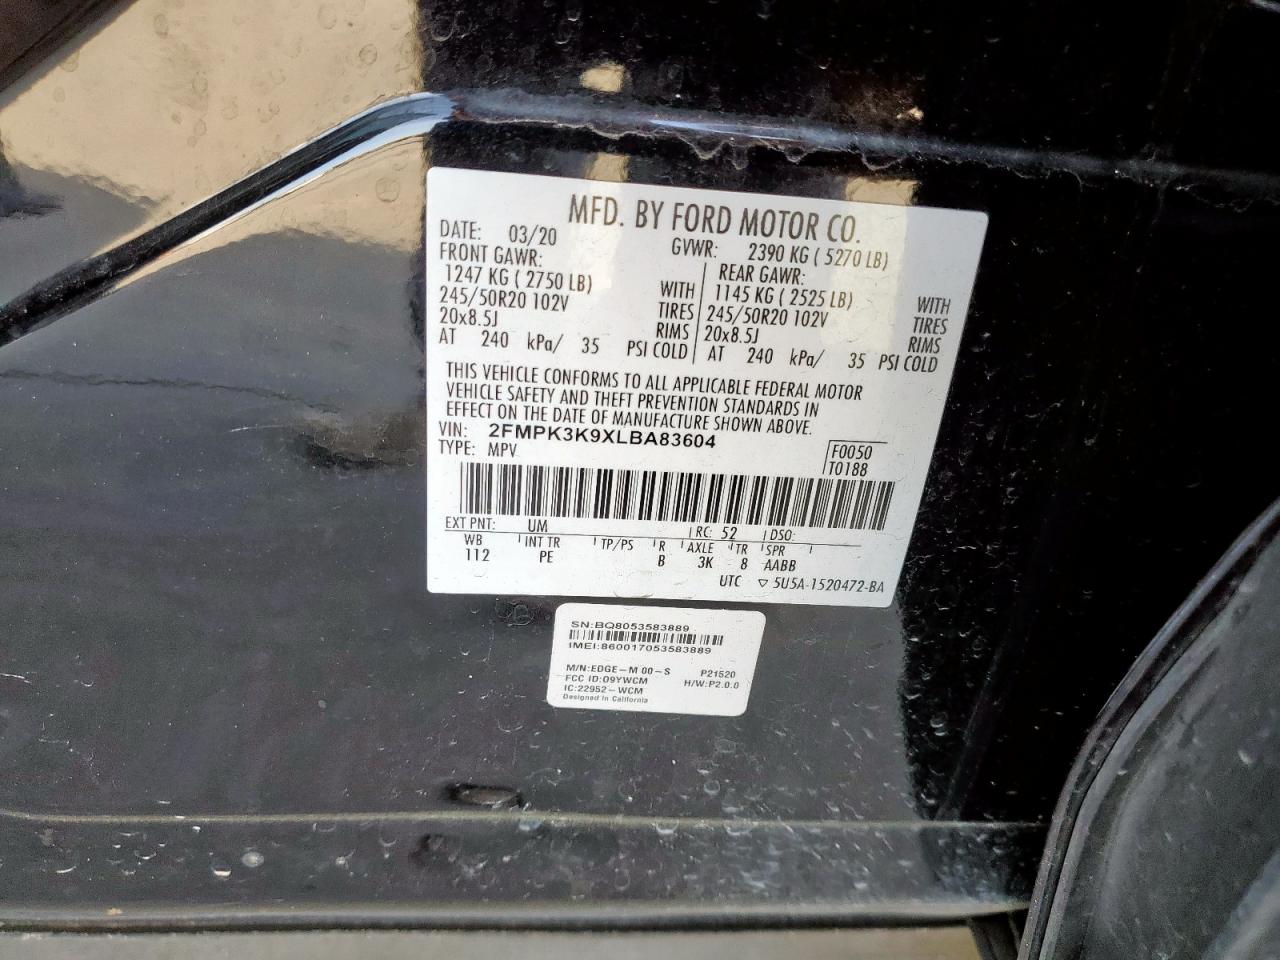 MFD. BY FORD MOTOR CO.
DATE: 03/20 GVWR: 2390 KG ( 5270 LB)
FRONT GAWR: REAR GAWR:
1247 KG ( 2750 LB) WITH 1145 KG ( 2525 LB) WITH
245/50R20 102V TIRES 245/50R20 102V TIRES
20x8.5J RIMS 20x8.5J RIMS
AT 240 kPa/ 35 PSI COLD AT 240 kPa/ 35 PSI COLD
THIS VEHICLE CONFORMS TO ALL APPLICABLE FEDERAL MOTOR
VEHICLE SAFETY AND THEFT PREVENTION STANDARDS IN
EFFECT ON THE DATE OF MANUFACTURE SHOWN ABOVE.
VIN: 2FMPK3K9XLBA83604 F0050
TYPE: MPV T0188
EXT PNT: UM RC: 52 DSO:
WB INT TR TP/PS R AXLE TR SPR
112 PE B 3K 8 AABB
UTC ▽ 5U5A-1520472-BA
SN:BQ8053583889
IMEI:860017053583889
M/N:EDGE-M 00-S P21520
FCC ID:O9YWCM H/W:P2.0.0
IC:22952-WCM
Designed in California